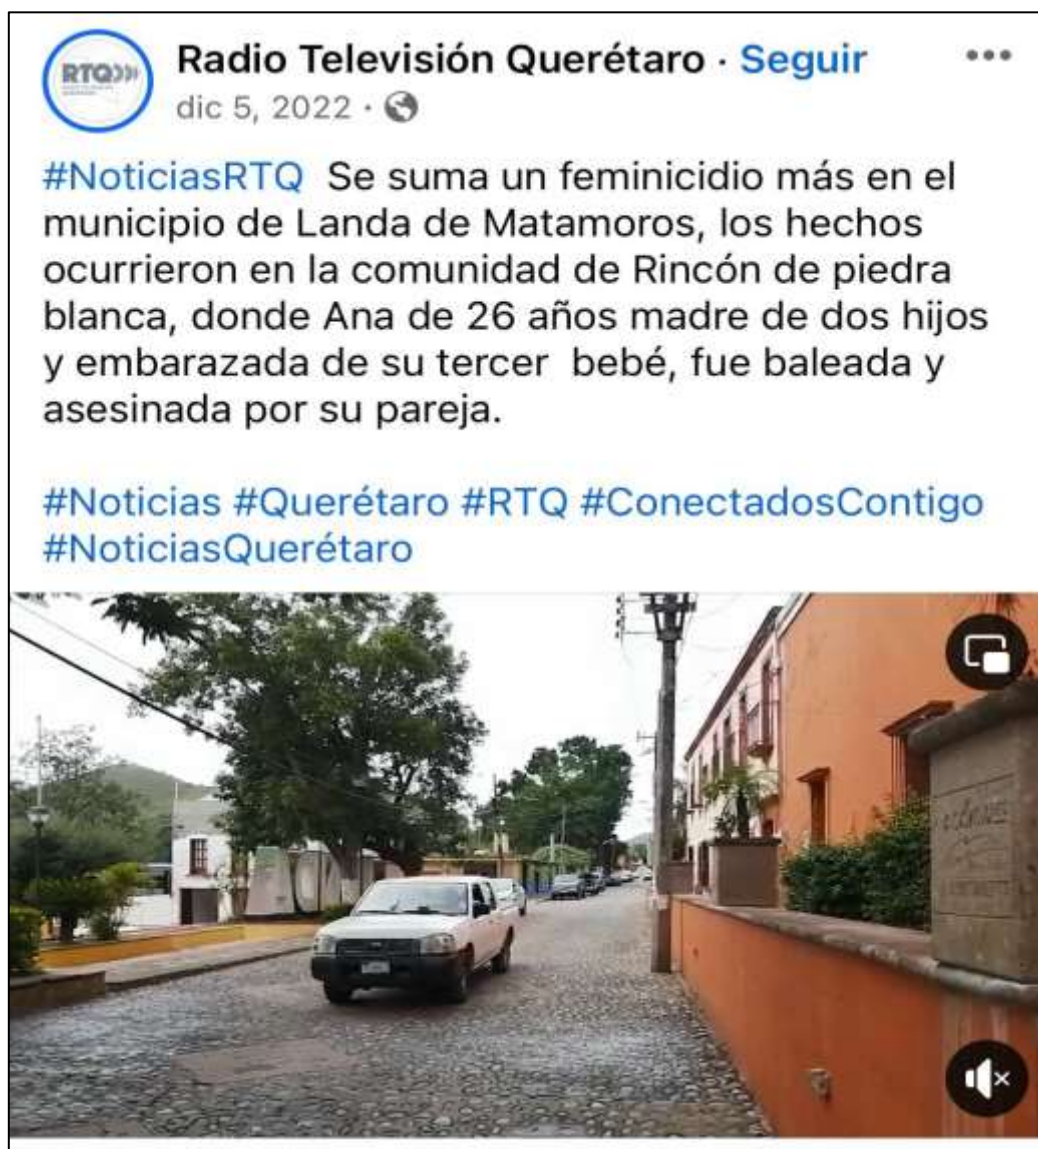 RTQ
Radio Televisión Querétaro · Seguir
dic 5, 2022 ·
#NoticiasRTQ Se suma un feminicidio más en el
municipio de Landa de Matamoros, los hechos
ocurrieron en la comunidad de Rincón de piedra
blanca, donde Ana de 26 años madre de dos hijos
y embarazada de su tercer bebé, fue baleada y
asesinada por su pareja.
#Noticias #Querétaro #RTQ #ConectadosContigo
#NoticiasQuerétaro